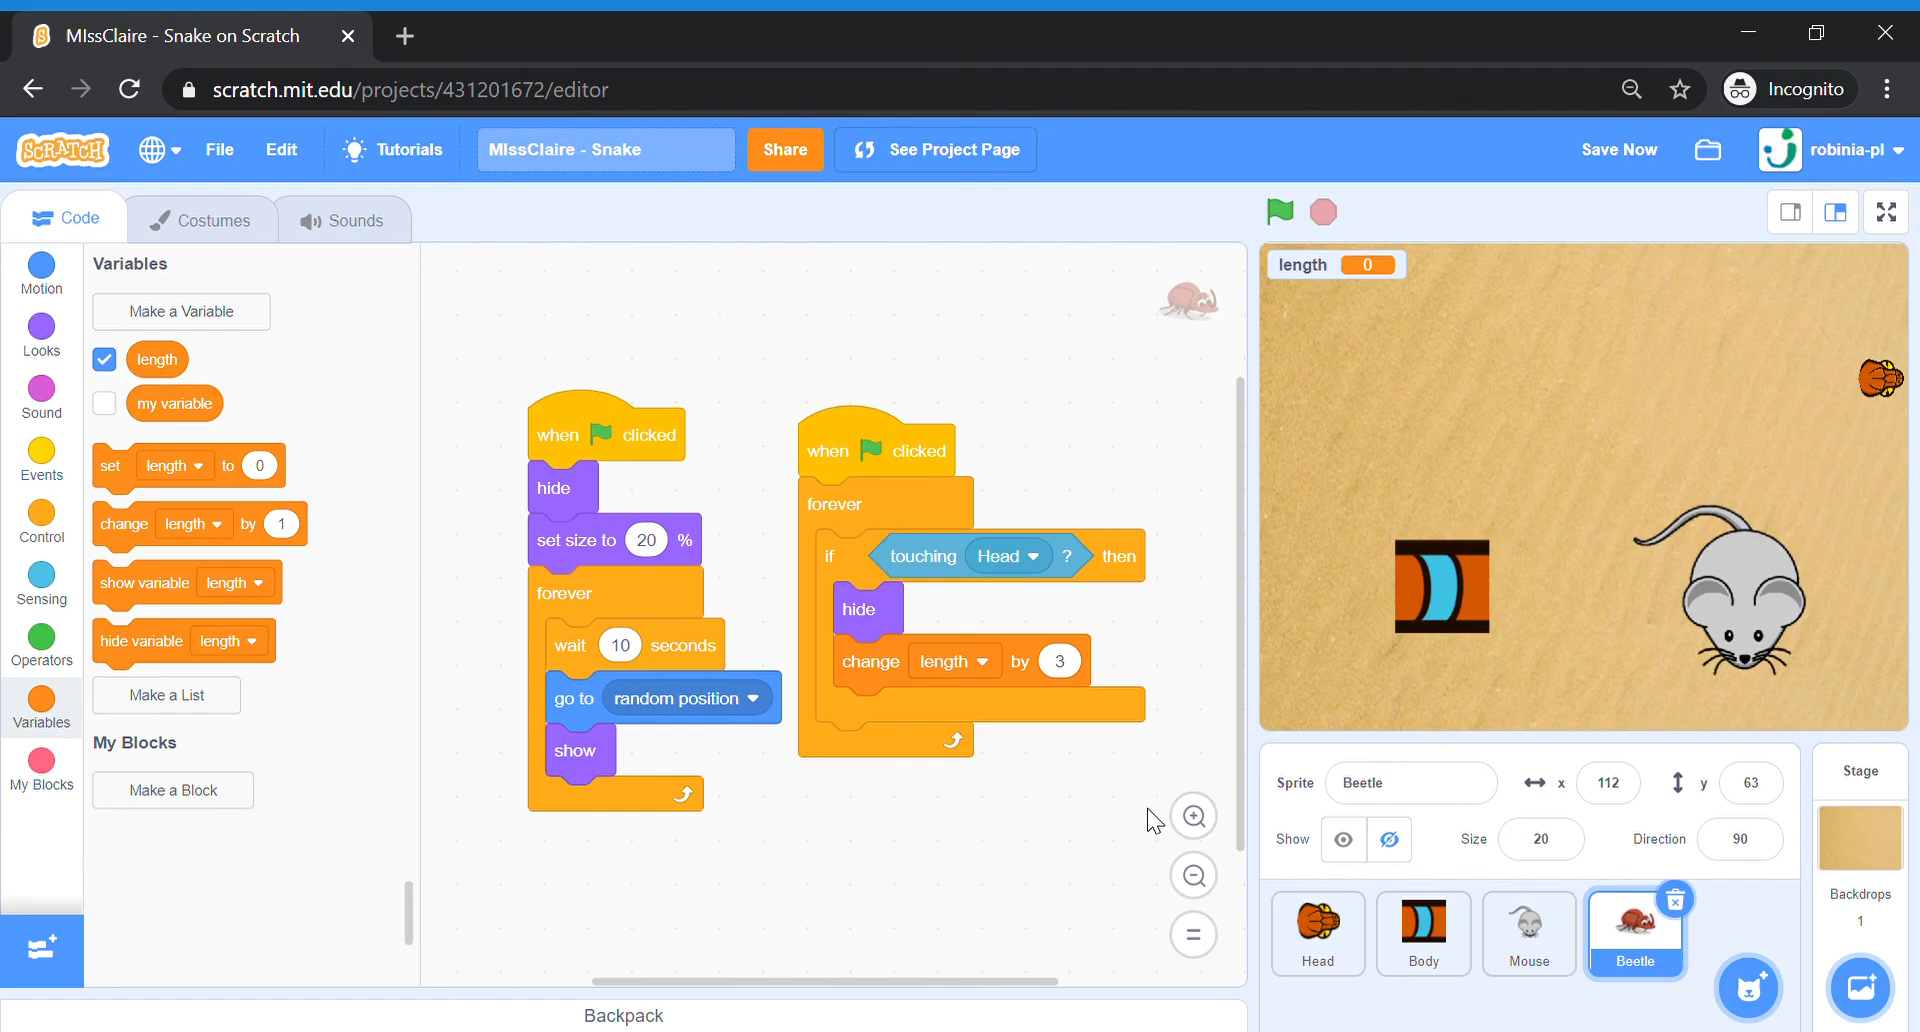 MIssClaire - Snake on Scratch
scratch.mit.edu/projects/431201672/editor
Incognito
SCRATCH
File
Edit
Tutorials
MIssClaire - Snake
Share
See Project Page
Save Now
robinia-pl
Code
Costumes
Sounds
Motion
Looks
Sound
Events
Control
Sensing
Operators
Variables
My Blocks
Variables
Make a Variable
length
my variable
set length to 0
change length by 1
show variable length
hide variable length
Make a List
My Blocks
Make a Block
when clicked
hide
set size to 20 %
forever
wait 10 seconds
go to random position
show
when clicked
forever
if touching Head ? then
hide
change length by 3
Backpack
length 0
Sprite Beetle x 112 y 63
Show Size 20 Direction 90
Head
Body
Mouse
Beetle
Stage
Backdrops
1